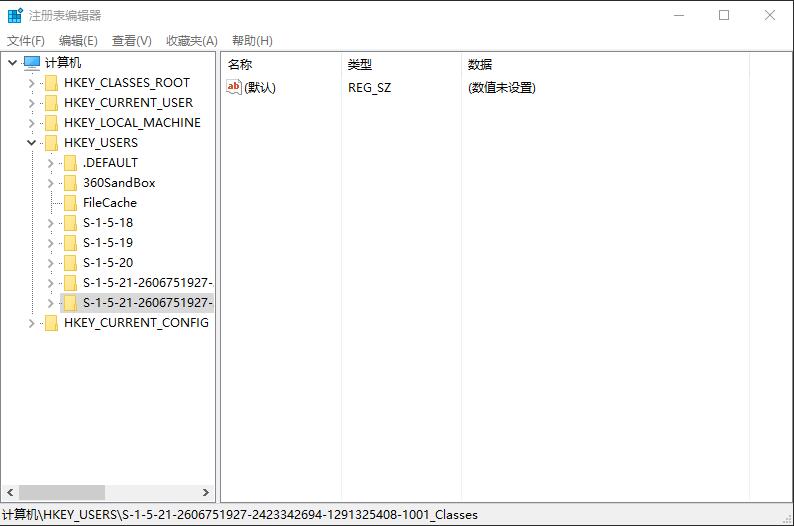 注册表编辑器
文件(F) 编辑(E) 查看(V) 收藏夹(A) 帮助(H)
计算机
HKEY_CLASSES_ROOT
HKEY_CURRENT_USER
HKEY_LOCAL_MACHINE
HKEY_USERS
.DEFAULT
360SandBox
FileCache
S-1-5-18
S-1-5-19
S-1-5-20
S-1-5-21-2606751927-
S-1-5-21-2606751927-
HKEY_CURRENT_CONFIG
名称 类型 数据
ab (默认) REG_SZ (数值未设置)
计算机\HKEY_USERS\S-1-5-21-2606751927-2423342694-1291325408-1001_Classes